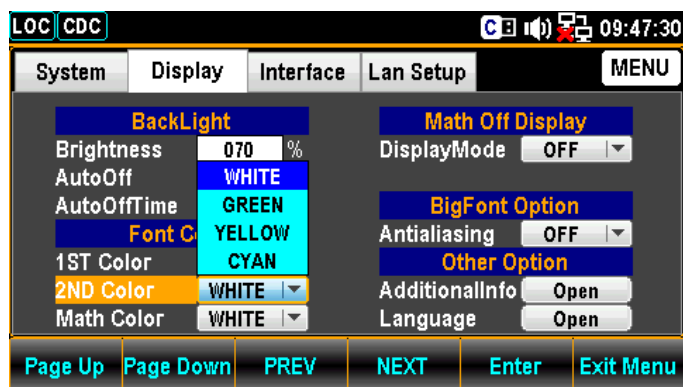 LOC CDC C 09:47:30
System Display Interface Lan Setup MENU
BackLight
Brightness 070 %
AutoOff
AutoOffTime
Font C
1ST Color
2ND Color WHITE
Math Color WHITE
WHITE
GREEN
YELLOW
CYAN
Math Off Display
DisplayMode OFF
BigFont Option
Antialiasing OFF
Other Option
AdditionalInfo Open
Language Open
Page Up Page Down PREV NEXT Enter Exit Menu